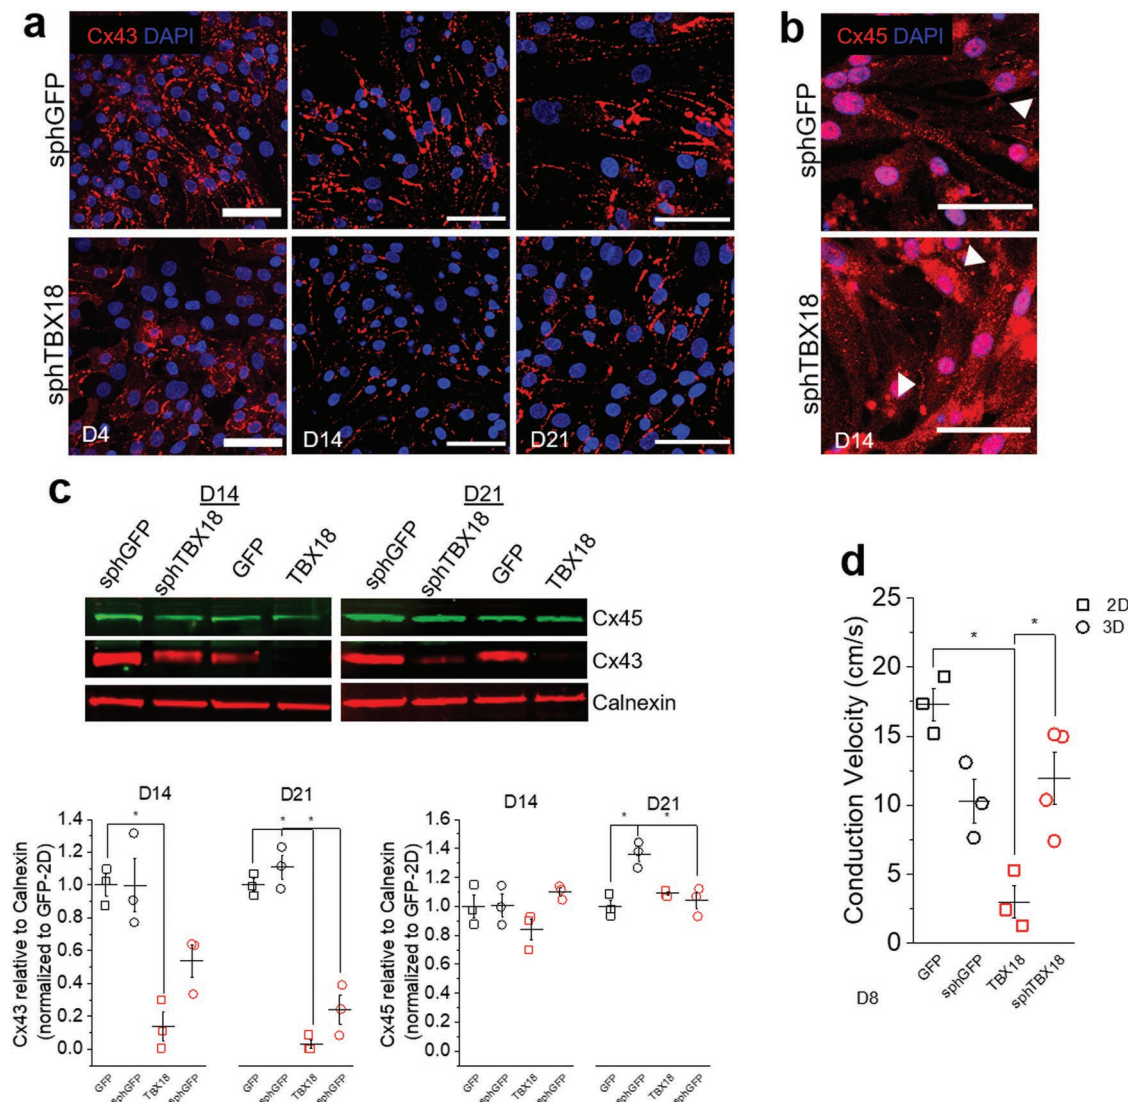 a
Cx43 DAPI
sphGFP
sphTBX18
D4
D14
D21
b
Cx45 DAPI
sphGFP
sphTBX18
D14
c
D14
D21
sphGFP
sphTBX18
GFP
TBX18
sphGFP
sphTBX18
GFP
TBX18
Cx45
Cx43
Calnexin
Cx43 relative to Calnexin
(normalized to GFP-2D)
D14
D21
1.4
1.2
1.0
0.8
0.6
0.4
0.2
0.0
*
* *
GFP
sphGFP
TBX18
sphGFP
GFP
sphGFP
TBX18
sphGFP
Cx45 relative to Calnexin
(normalized to GFP-2D)
D14
D21
1.6
1.4
1.2
1.0
0.8
0.6
0.4
0.2
0.0
* *
GFP
sphGFP
TBX18
sphGFP
GFP
sphGFP
TBX18
sphGFP
d
Conduction Velocity (cm/s)
25
20
15
10
5
0
* *
2D
3D
GFP
sphGFP
TBX18
sphTBX18
D8